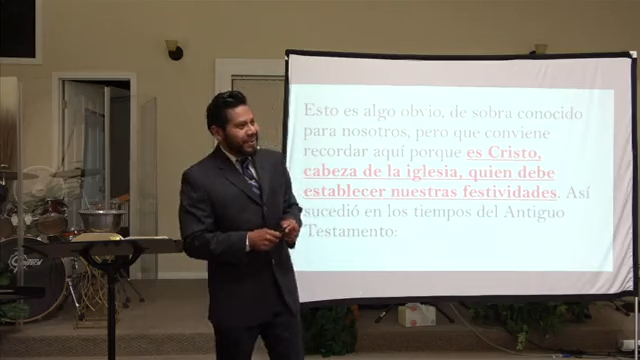 Esto es algo obvio, de sobra conocido
para nosotros, pero que conviene
recordar aquí porque es Cristo,
cabeza de la iglesia, quien debe
establecer nuestras festividades. Así
sucedió en los tiempos del Antiguo
Testamento: